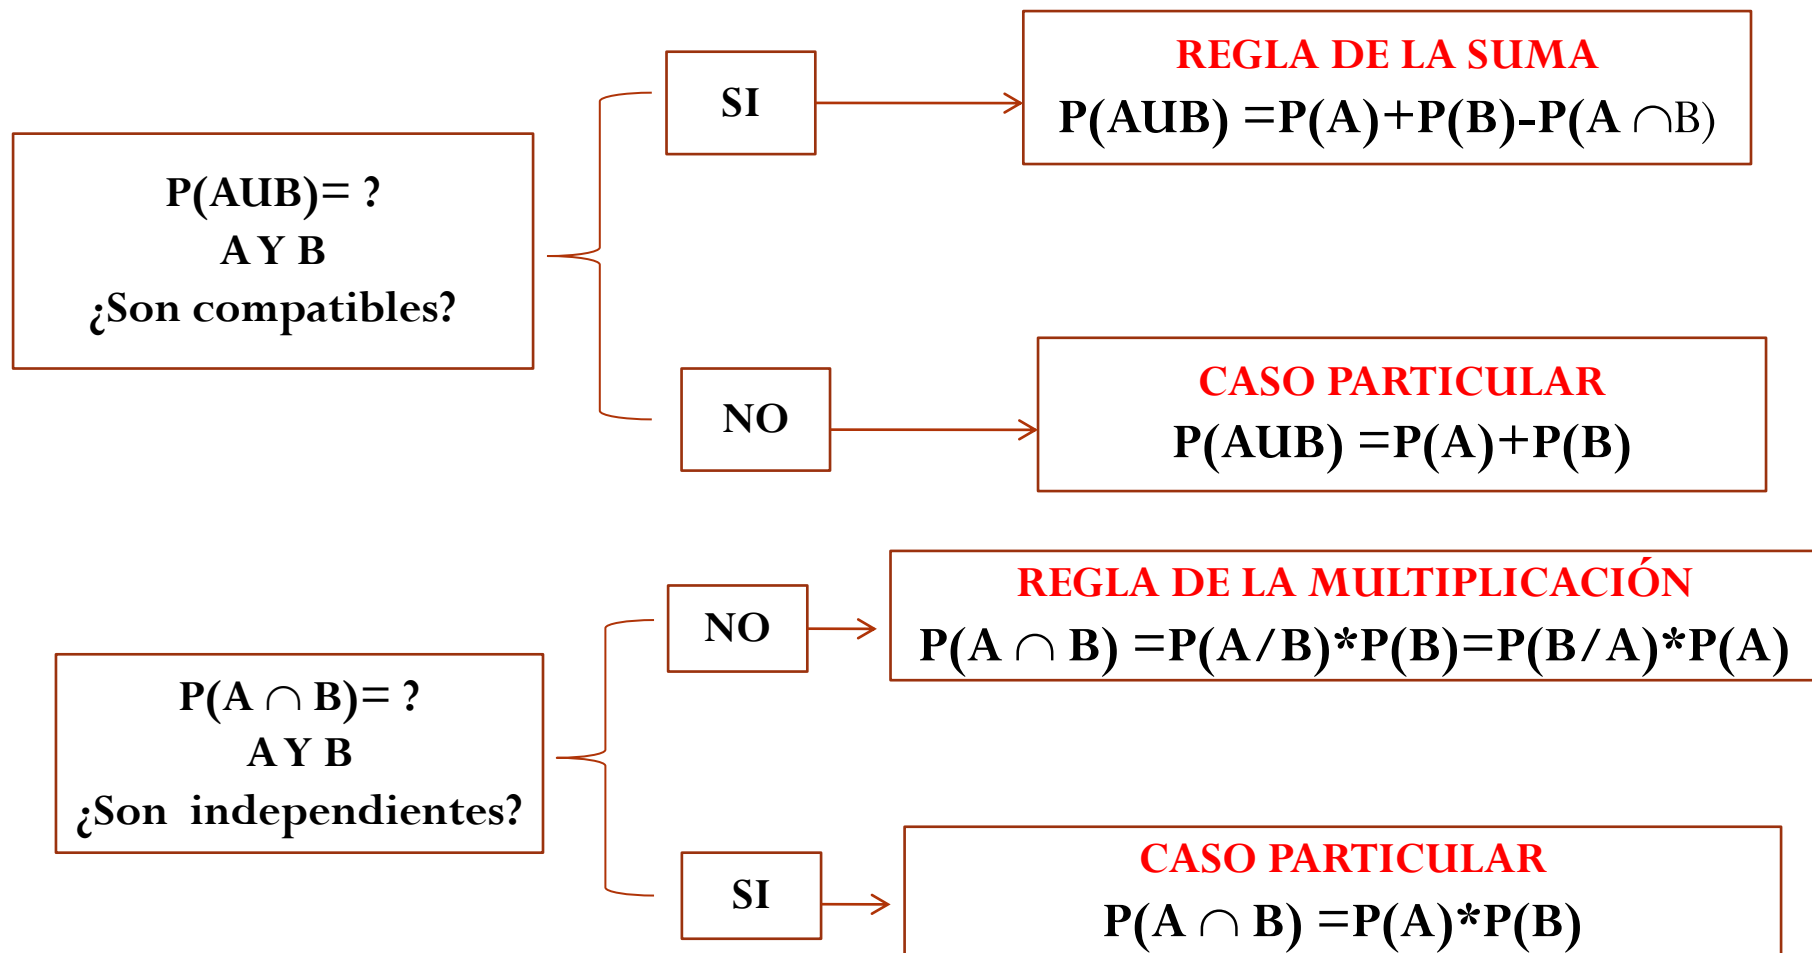 P(AUB)= ?
A Y B
¿Son compatibles?
SI
REGLA DE LA SUMA
P(AUB) =P(A)+P(B)-P(A ∩B)
NO
CASO PARTICULAR
P(AUB) =P(A)+P(B)
P(A ∩ B)= ?
A Y B
¿Son independientes?
NO
REGLA DE LA MULTIPLICACIÓN
P(A ∩ B) =P(A/B)*P(B)=P(B/A)*P(A)
SI
CASO PARTICULAR
P(A ∩ B) =P(A)*P(B)